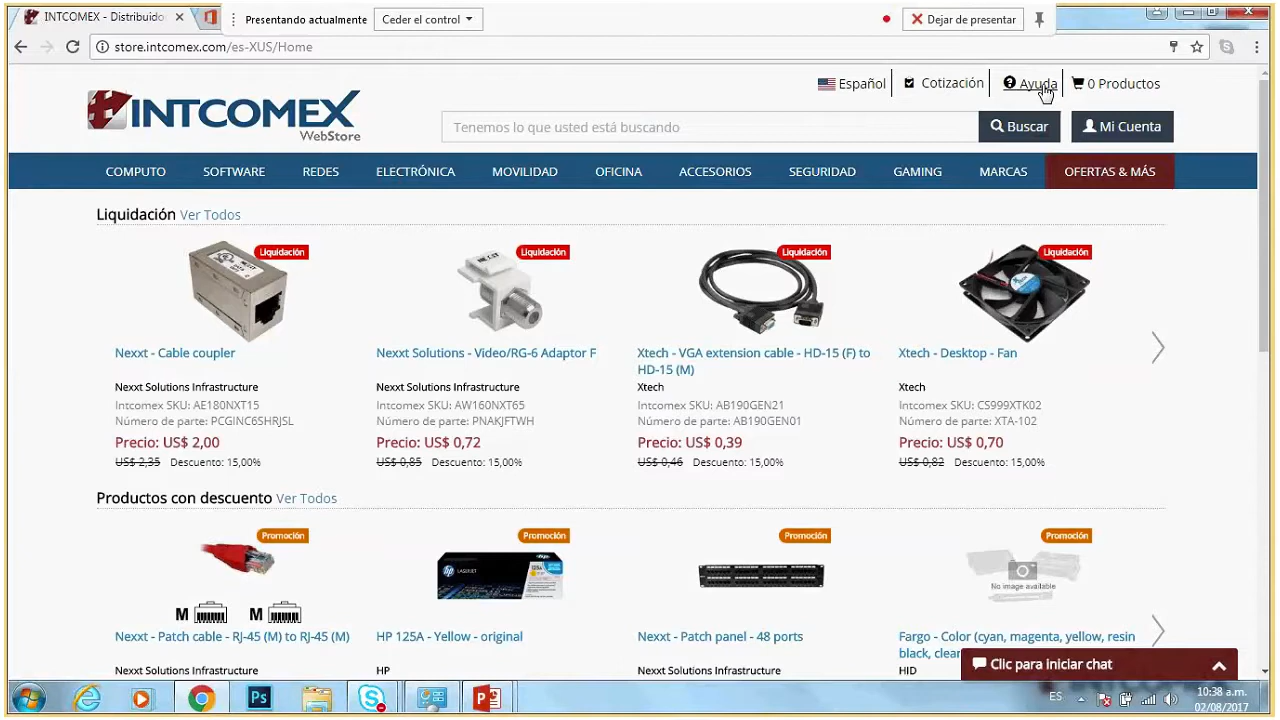 INTCOMEX - Distribuido
Presentando actualmente
Ceder el control
Dejar de presentar
store.intcomex.com/es-XUS/Home
Español
Cotización
Ayuda
0 Productos
INTCOMEX
WebStore
Tenemos lo que usted está buscando
Buscar
Mi Cuenta
COMPUTO SOFTWARE REDES ELECTRÓNICA MOVILIDAD OFICINA ACCESORIOS SEGURIDAD GAMING MARCAS OFERTAS & MÁS
Liquidación Ver Todos
Liquidación
Nexxt - Cable coupler
Nexxt Solutions Infrastructure
Intcomex SKU: AE180NXT15
Número de parte: PCGINC6SHRJSL
Precio: US$ 2,00
US$ 2,35 Descuento: 15,00%
Liquidación
Nexxt Solutions - Video/RG-6 Adaptor F
Nexxt Solutions Infrastructure
Intcomex SKU: AW160NXT65
Número de parte: PNAKJFTWH
Precio: US$ 0,72
US$ 0,85 Descuento: 15,00%
Liquidación
Xtech - VGA extension cable - HD-15 (F) to
HD-15 (M)
Xtech
Intcomex SKU: AB190GEN21
Número de parte: AB190GEN01
Precio: US$ 0,39
US$ 0,46 Descuento: 15,00%
Liquidación
Xtech - Desktop - Fan
Xtech
Intcomex SKU: CS999XTK02
Número de parte: XTA-102
Precio: US$ 0,70
US$ 0,82 Descuento: 15,00%
Productos con descuento Ver Todos
Promoción
M M
Nexxt - Patch cable - RJ-45 (M) to RJ-45 (M)
Nexxt Solutions Infrastructure
Promoción
HP 125A - Yellow - original
HP
Promoción
Nexxt - Patch panel - 48 ports
Nexxt Solutions Infrastructure
Promoción
No image available
Fargo - Color (cyan, magenta, yellow, resin
black, clear
HID
Clic para iniciar chat
Ps
ES
10:38 a.m.
02/08/2017